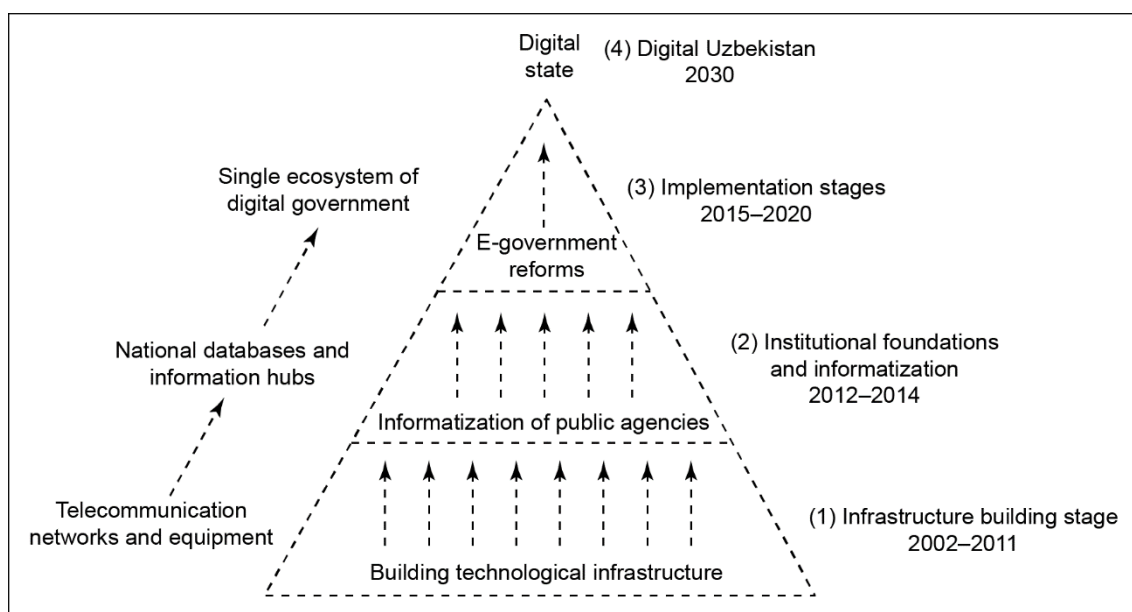 Digital
state
(4) Digital Uzbekistan
2030
Single ecosystem of
digital government
(3) Implementation stages
2015–2020
E-government
reforms
National databases and
information hubs
(2) Institutional foundations
and informatization
2012–2014
Informatization of public agencies
Telecommunication
networks and equipment
(1) Infrastructure building stage
2002–2011
Building technological infrastructure